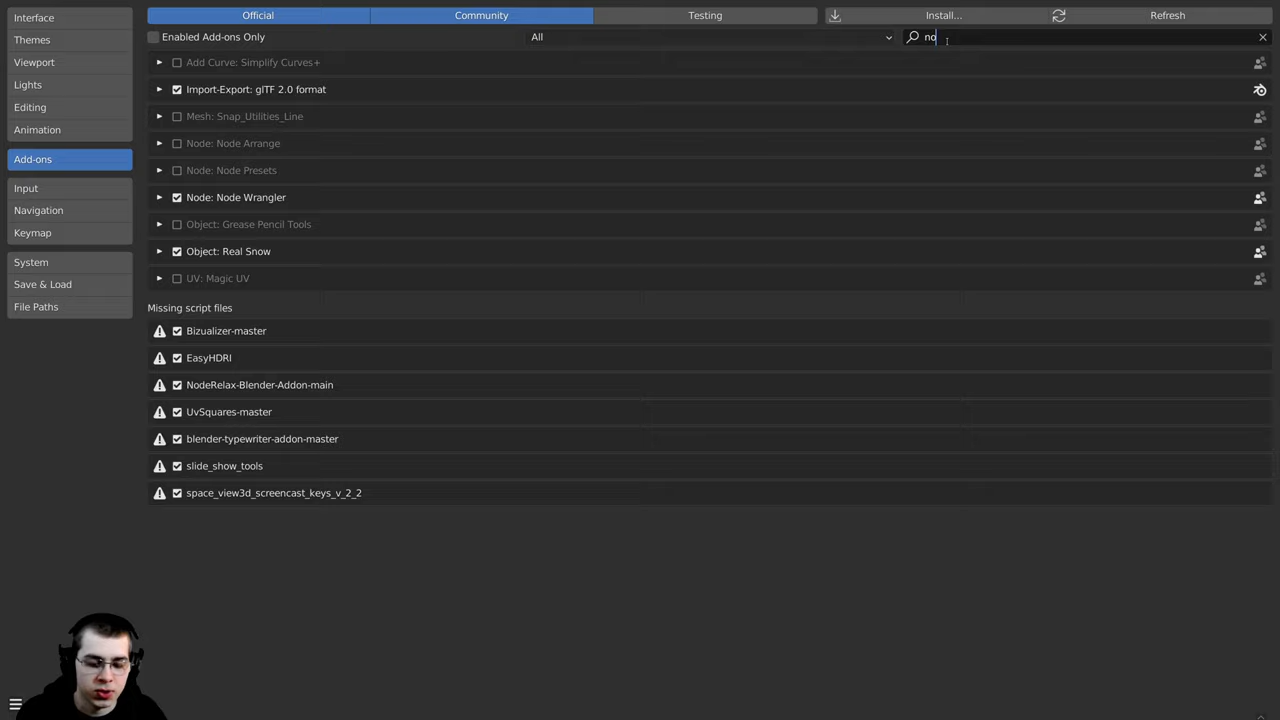 Interface
Themes
Viewport
Lights
Editing
Animation
Add-ons
Input
Navigation
Keymap
System
Save & Load
File Paths
Official Community Testing Install... Refresh
Enabled Add-ons Only All no
Add Curve: Simplify Curves+
Import-Export: glTF 2.0 format
Mesh: Snap_Utilities_Line
Node: Node Arrange
Node: Node Presets
Node: Node Wrangler
Object: Grease Pencil Tools
Object: Real Snow
UV: Magic UV
Missing script files
Bizualizer-master
EasyHDRI
NodeRelax-Blender-Addon-main
UvSquares-master
blender-typewriter-addon-master
slide_show_tools
space_view3d_screencast_keys_v_2_2